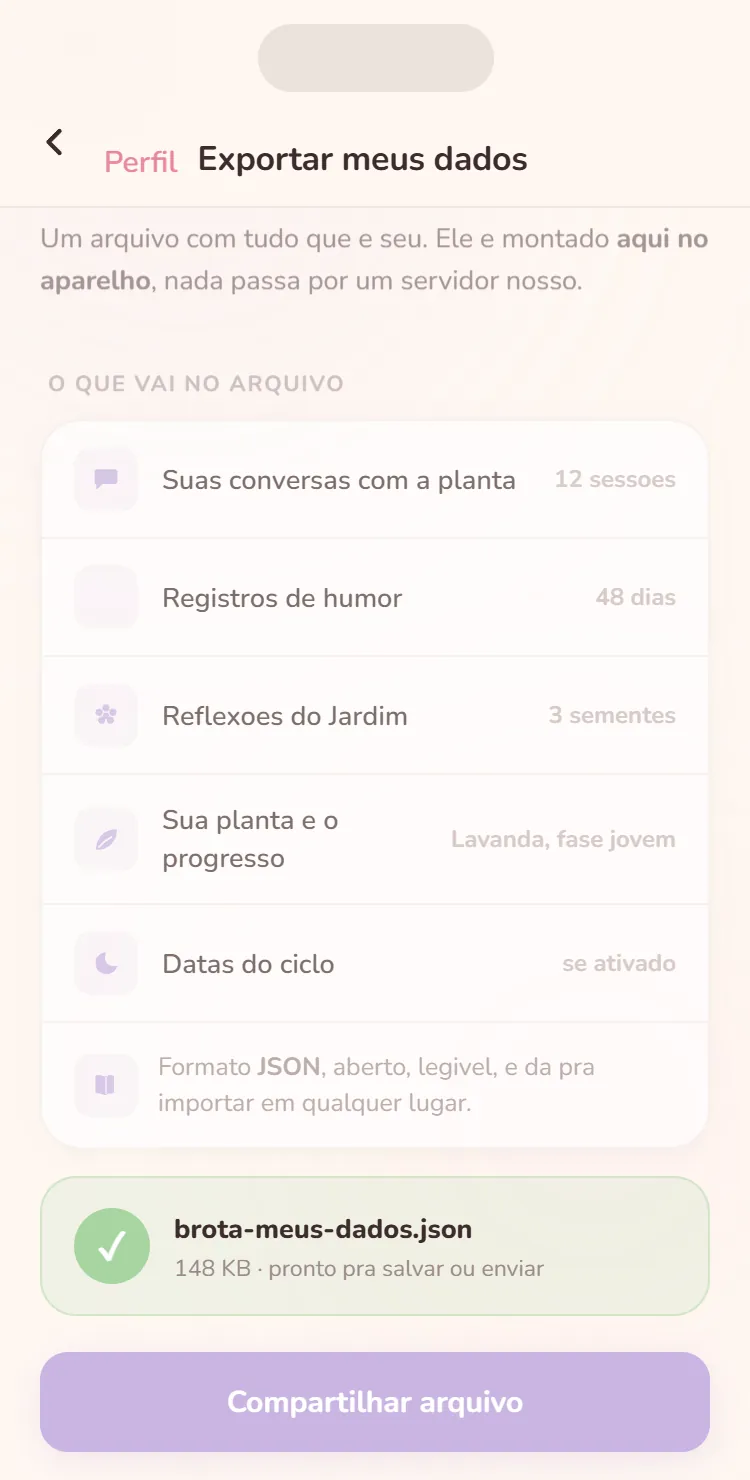 Perfil Exportar meus dados
Um arquivo com tudo que e seu. Ele e montado aqui no
aparelho, nada passa por um servidor nosso.
O QUE VAI NO ARQUIVO
Suas conversas com a planta 12 sessoes
Registros de humor 48 dias
Reflexoes do Jardim 3 sementes
Sua planta e o
progresso
Lavanda, fase jovem
Datas do ciclo se ativado
Formato JSON, aberto, legivel, e da pra
importar em qualquer lugar.
brota-meus-dados.json
148 KB · pronto pra salvar ou enviar
Compartilhar arquivo